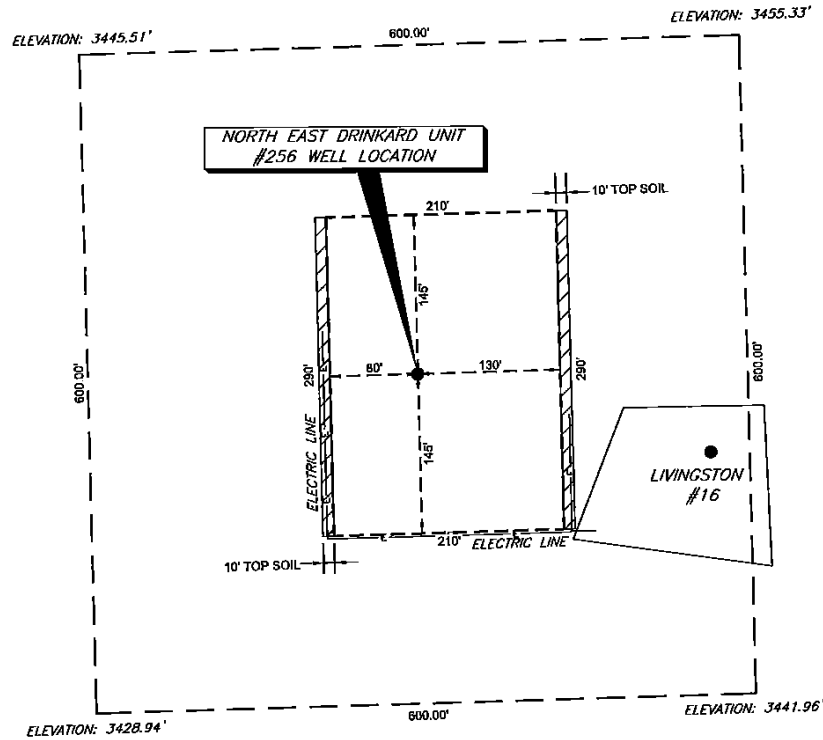 ELEVATION: 3445.51'
600.00'
ELEVATION: 3455.33'
NORTH EAST DRINKARD UNIT
#256 WELL LOCATION
10' TOP SOIL
210'
145'
290'
80'
130'
290'
600.00'
600.00'
ELECTRIC LINE
145'
LIVINGSTON
#16
210'
ELECTRIC LINE
10' TOP SOIL
ELEVATION: 3428.94'
600.00'
ELEVATION: 3441.96'